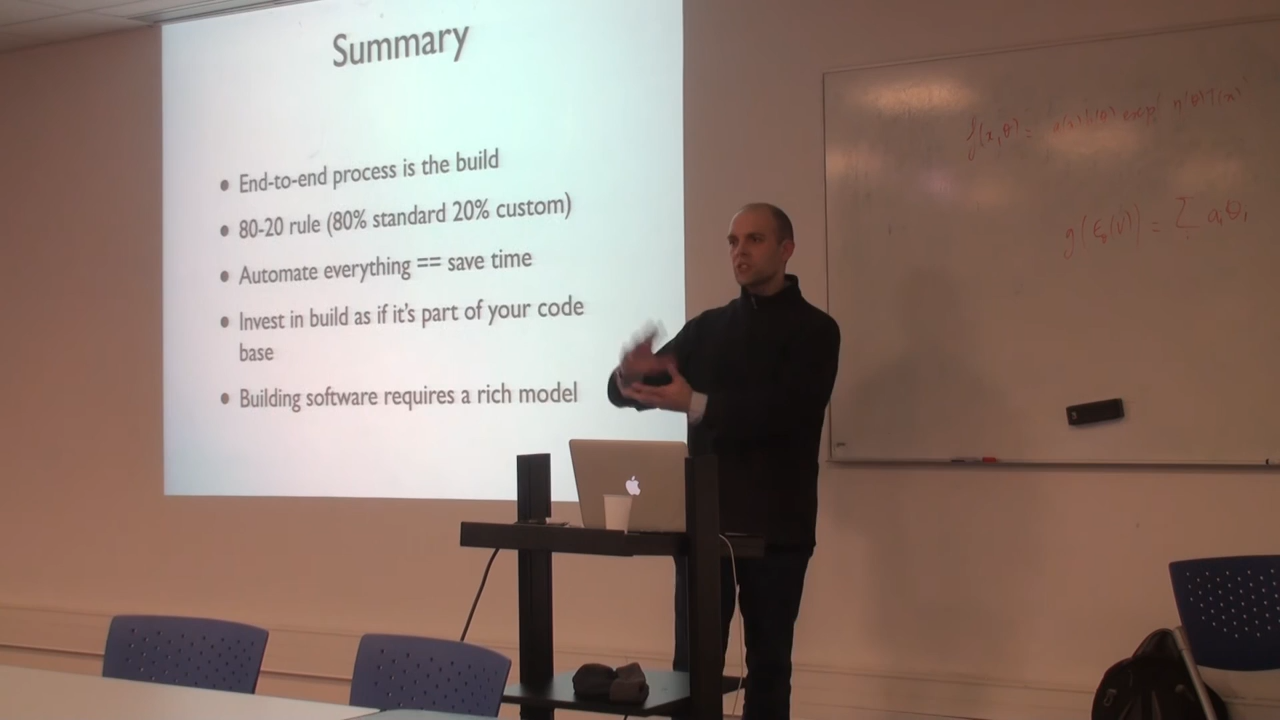 Summary
• End-to-end process is the build
• 80-20 rule (80% standard 20% custom)
• Automate everything == save time
• Invest in build as if it's part of your code
base
• Building software requires a rich model